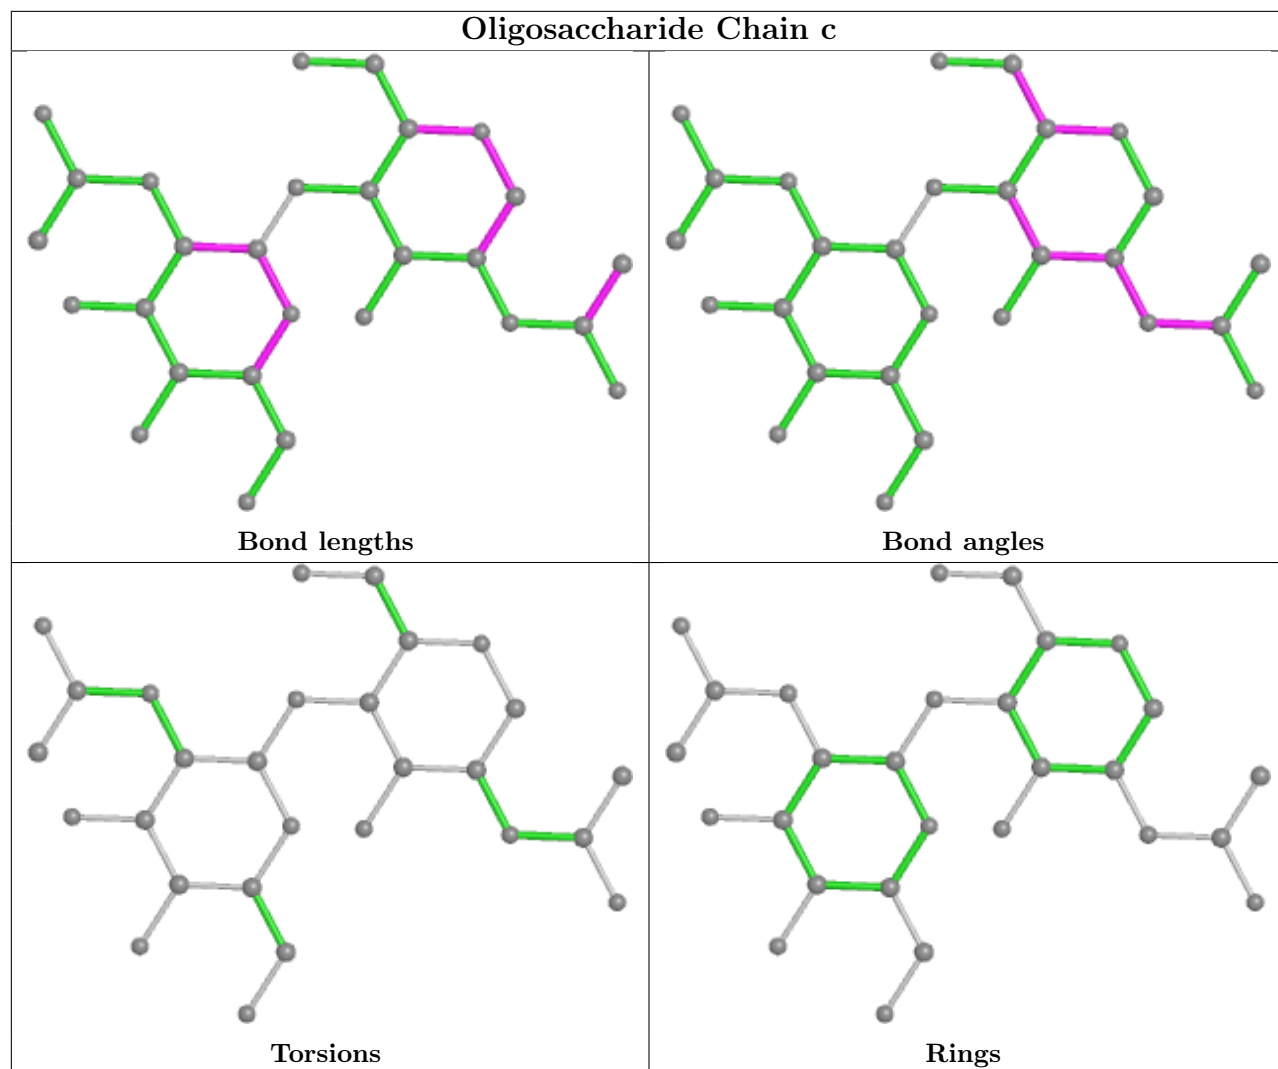 Oligosaccharide Chain c
Bond lengths
Bond angles
Torsions
Rings